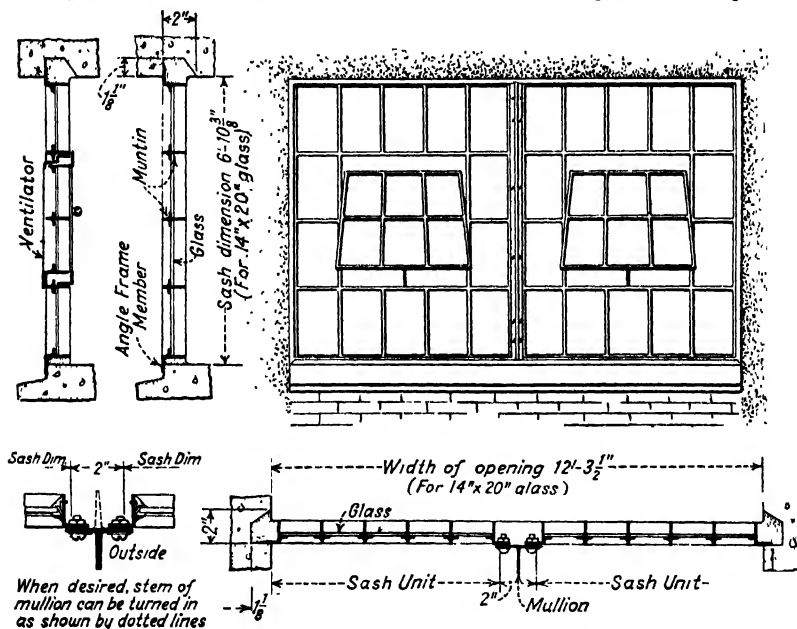 2"
1 1/8"
Ventilator
Muntin
Glass
Angle Frame
Member
Sash dimension 6'-10 3/8"
(For 14"x 20" glass)
Sash Dim.
2"
Sash Dim
Outside
When desired, stem of
mullion can be turned in
as shown by dotted lines
Width of opening 12'-3 1/2"
(For 14"x 20" glass)
2"
Glass
Sash Unit
Sash Unit
2"
Mullion
1 1/8"